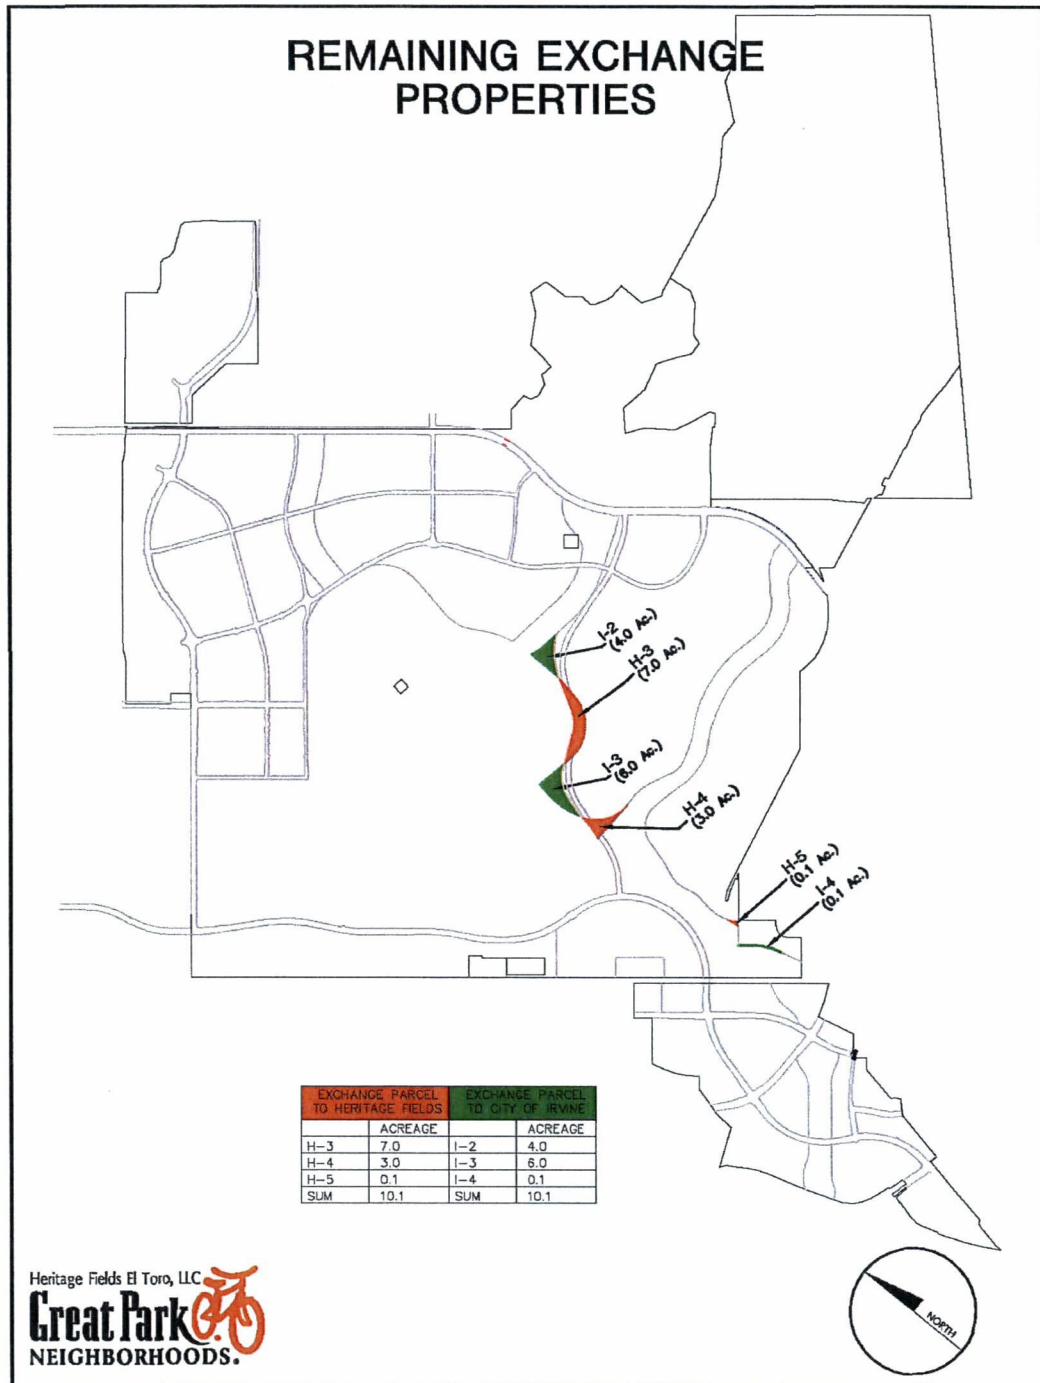 REMAINING EXCHANGE
PROPERTIES
I-2
(4.0 Ac.)
H-3
(7.0 Ac.)
I-3
(6.0 Ac.)
H-4
(3.0 Ac.)
H-5
(0.1 Ac.)
I-4
(0.1 Ac.)
EXCHANGE PARCEL TO HERITAGE FIELDS EXCHANGE PARCEL TO CITY OF IRVINE
ACREAGE ACREAGE
H-3 7.0 I-2 4.0
H-4 3.0 I-3 6.0
H-5 0.1 I-4 0.1
SUM 10.1 SUM 10.1
Heritage Fields El Toro, LLC
Great Park
NEIGHBORHOODS.
NORTH